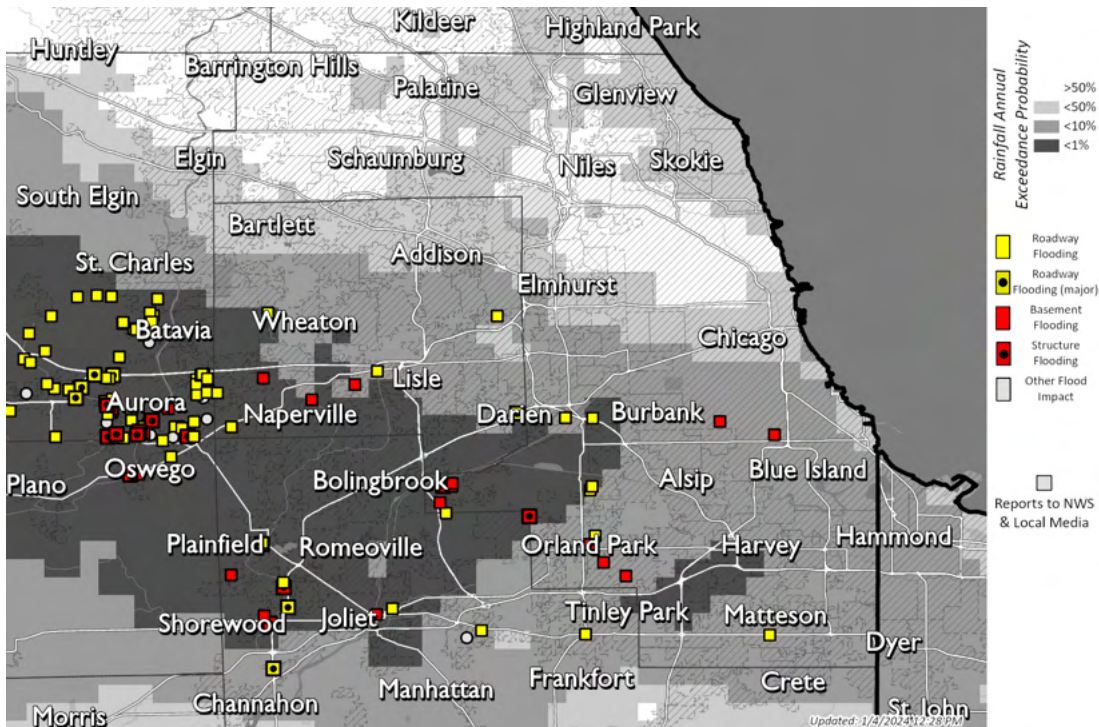 Kildeer
Highland Park
Huntley
Barrington Hills
Palatine
Glenview
Elgin
Schaumburg
Niles
Skokie
South Elgin
Bartlett
Addison
St. Charles
Elmhurst
Batavia
Wheaton
Chicago
Lisle
Aurora
Naperville
Darien
Burbank
Oswego
Plano
Bolingbrook
Alsip
Blue Island
Plainfield
Romeoville
Orland Park
Harvey
Hammond
Shorewood
Joliet
Tinley Park
Matteson
Dyer
Channahon
Manhattan
Frankfort
Crete
Morris
St. John
Updated: 1/4/2024 12:28 PM
Rainfall Annual
Exceedance Probability
>50%
<50%
<10%
<1%
Roadway
Flooding
Roadway
Flooding (major)
Basement
Flooding
Structure
Flooding
Other Flood
Impact
Reports to NWS
& Local Media